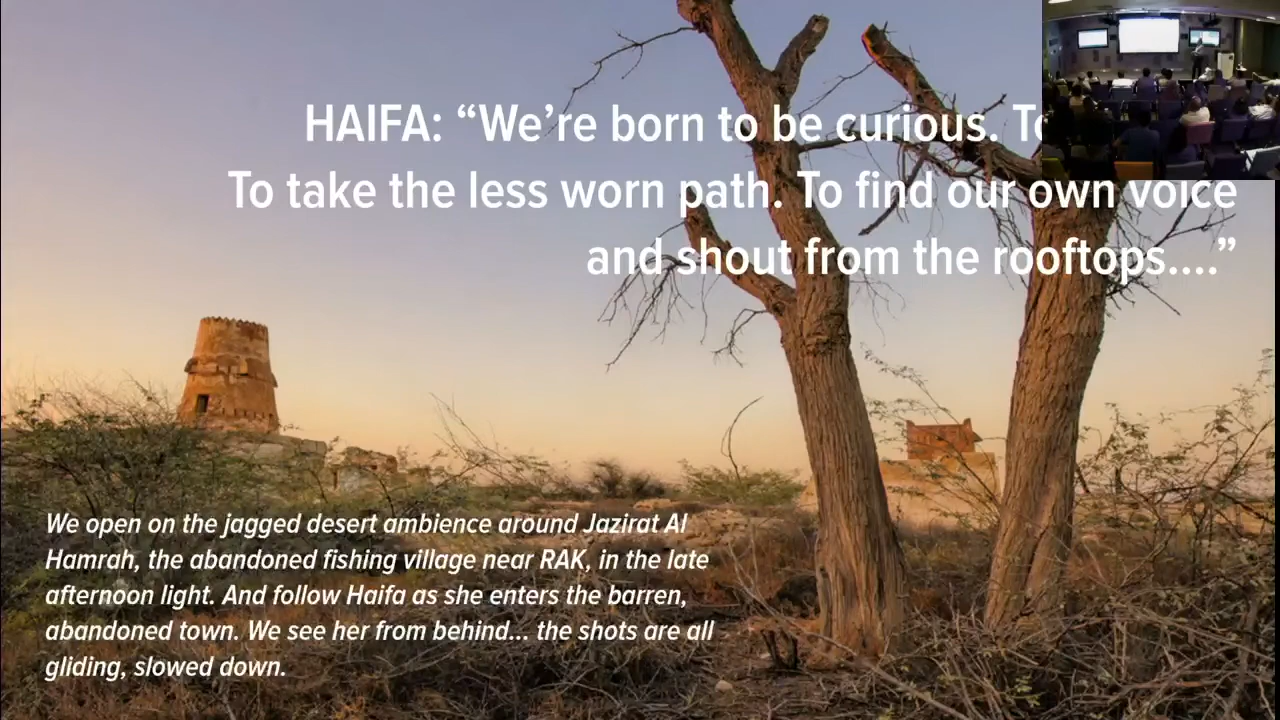 HAIFA: “We’re born to be curious.
To take the less worn path. To find our own voice
and shout from the rooftops....”
We open on the jagged desert ambience around Jazirat Al
Hamrah, the abandoned fishing village near RAK, in the late
afternoon light. And follow Haifa as she enters the barren,
abandoned town. We see her from behind... the shots are all
gliding, slowed down.